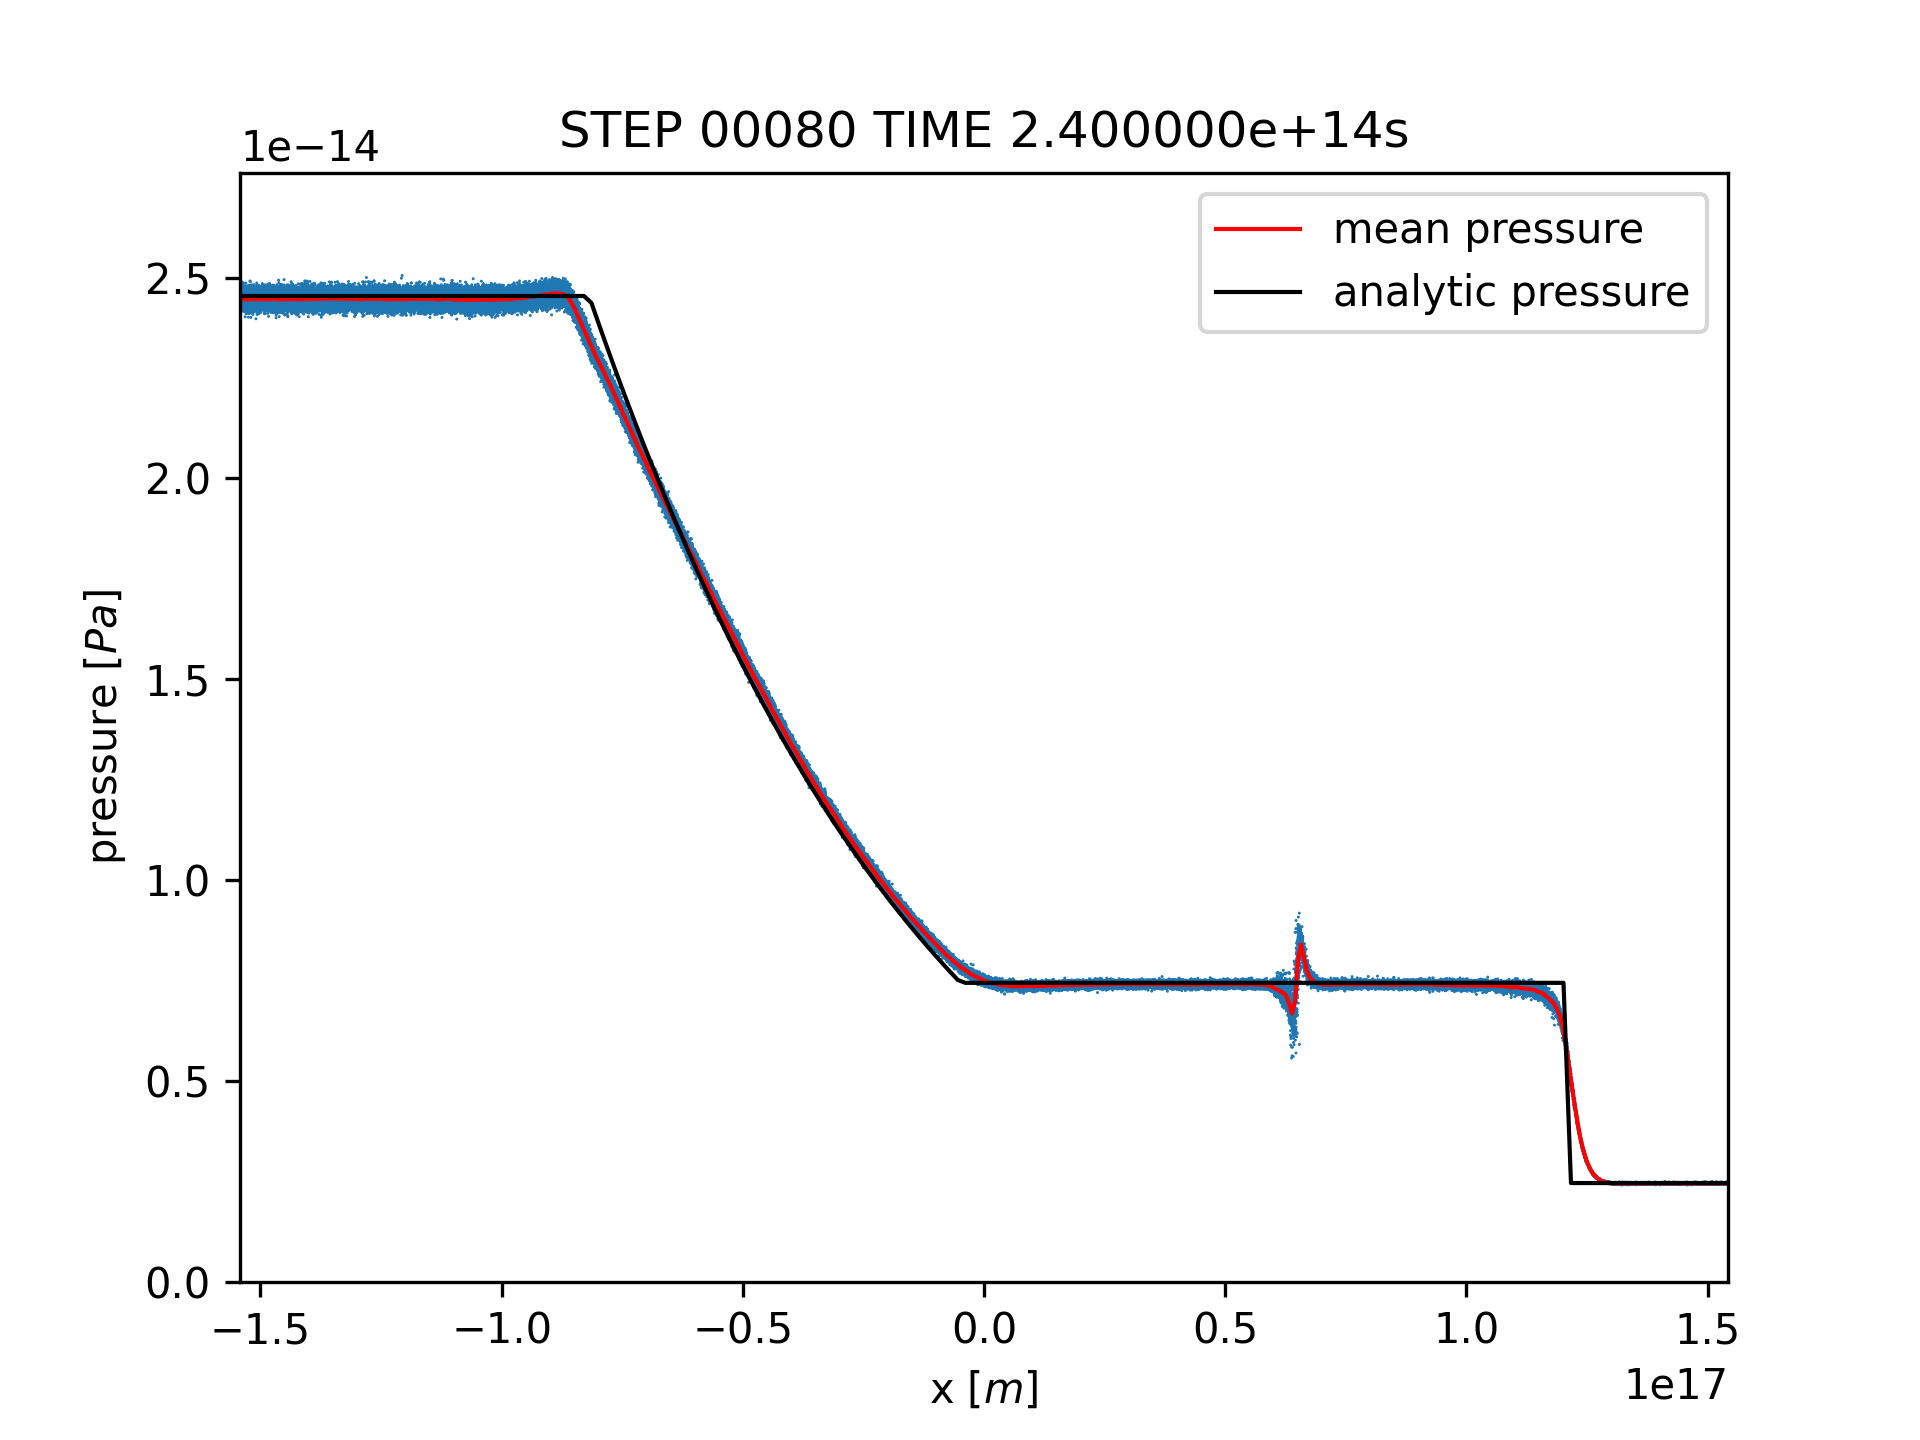 STEP 00080 TIME 2.400000e+14s
1e−14
mean pressure
analytic pressure
2.5
2.0
1.5
1.0
0.5
0.0
pressure [Pa]
−1.5 −1.0 −0.5 0.0 0.5 1.0 1.5
1e17
x [m]